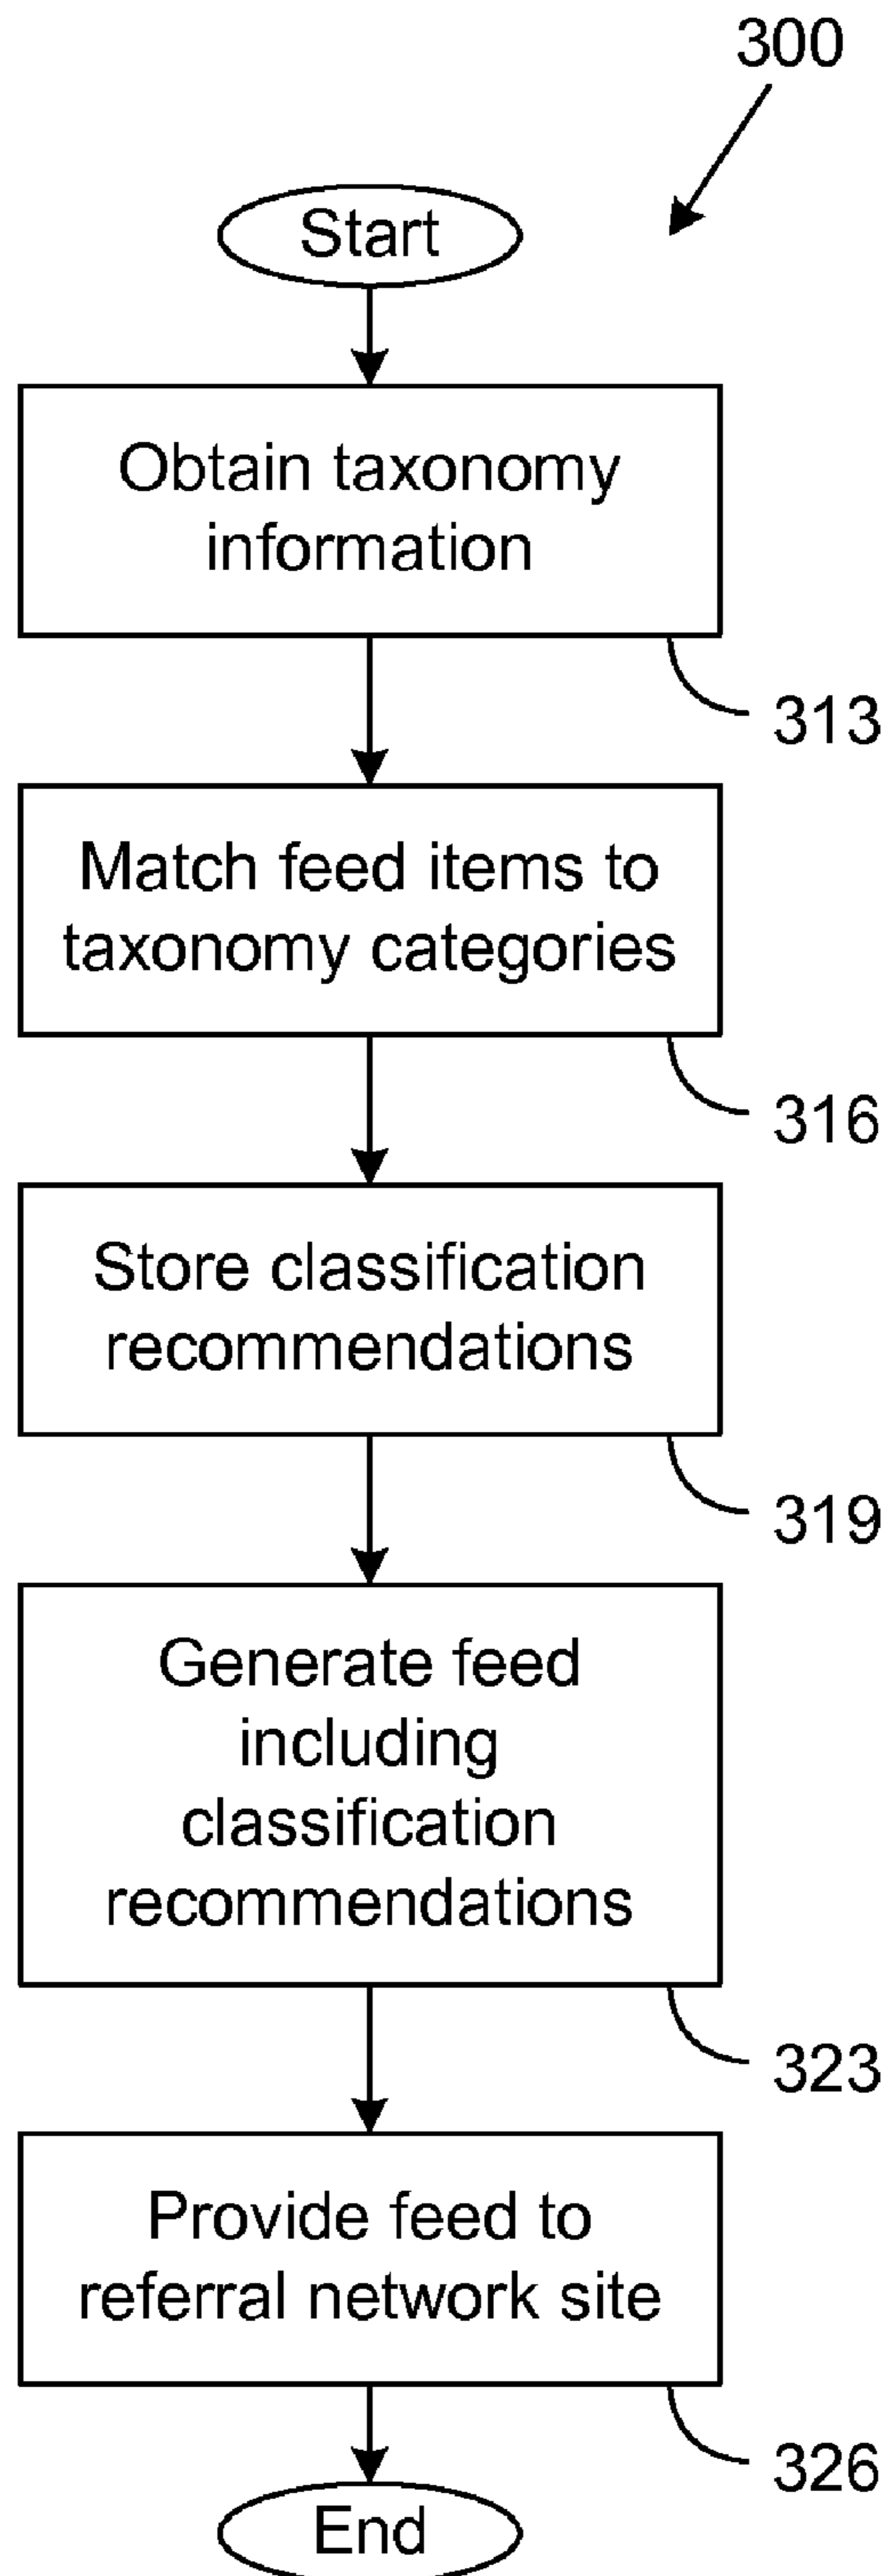 300
Start
Obtain taxonomy
information
313
Match feed items to
taxonomy categories
316
Store classification
recommendations
319
Generate feed
including
classification
recommendations
323
Provide feed to
referral network site
326
End